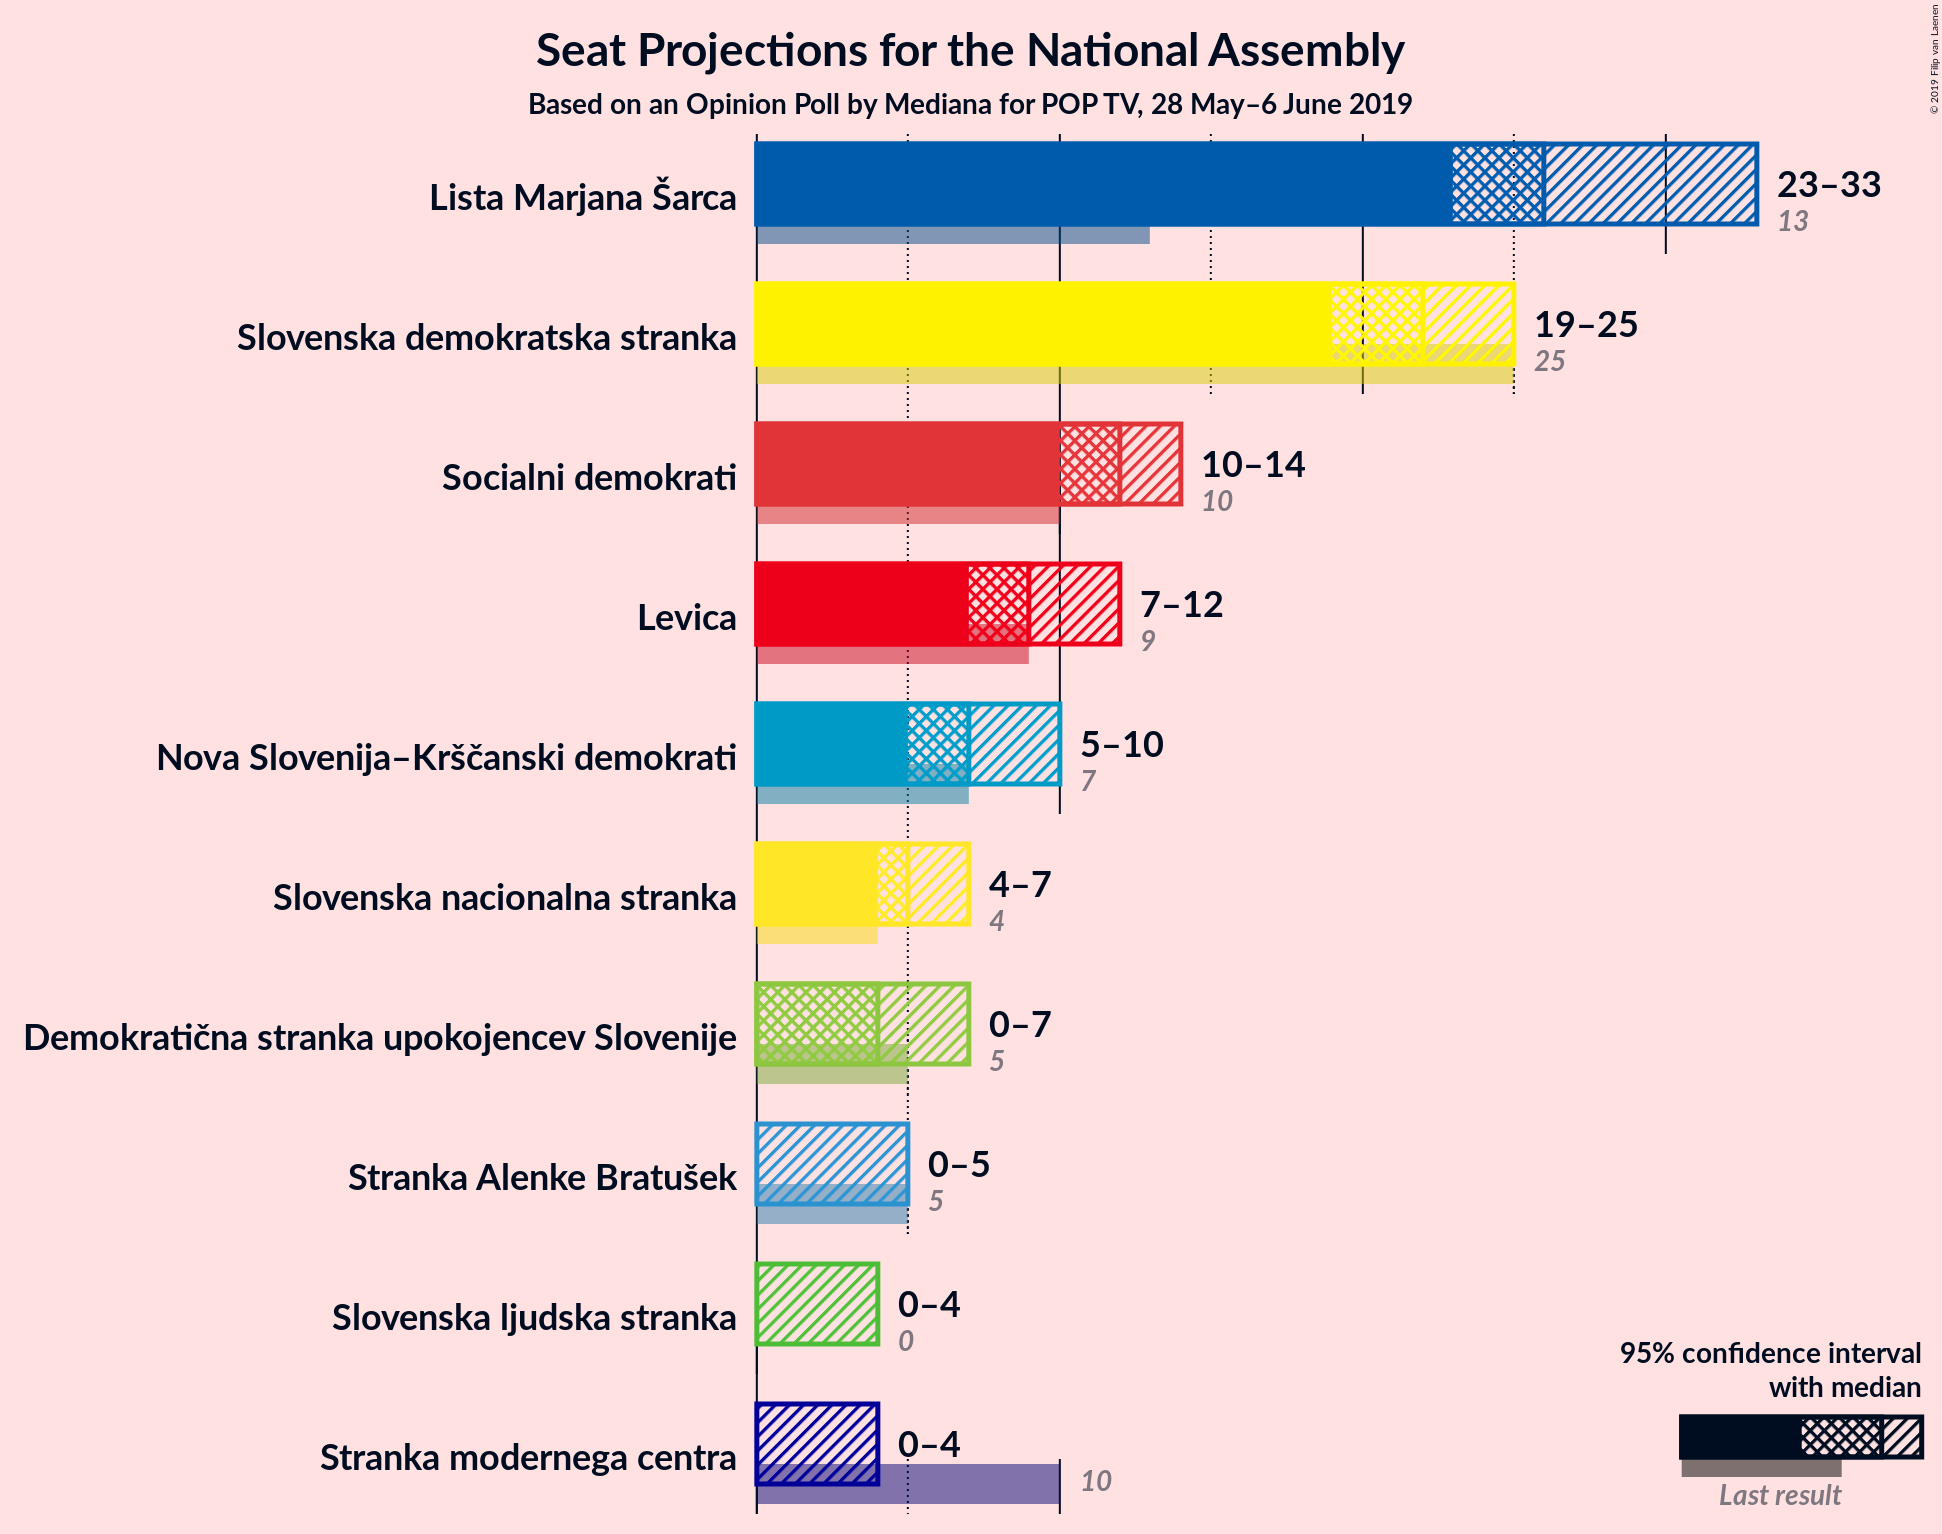 Seat Projections for the National Assembly
Based on an Opinion Poll by Mediana for POP TV, 28 May–6 June 2019
© 2019 Filip van Laenen
Lista Marjana Šarca
23–33
13
Slovenska demokratska stranka
19–25
25
Socialni demokrati
10–14
10
Levica
7–12
9
Nova Slovenija–Krščanski demokrati
5–10
7
Slovenska nacionalna stranka
4–7
4
Demokratična stranka upokojencev Slovenije
0–7
5
Stranka Alenke Bratušek
0–5
5
Slovenska ljudska stranka
0–4
0
Stranka modernega centra
0–4
10
95% confidence interval
with median
Last result